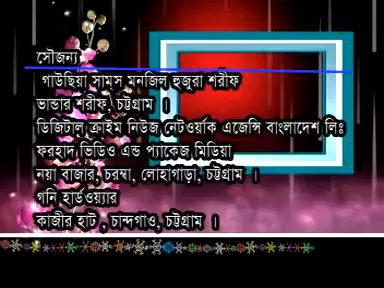 সৌজন্য
গাউছিয়া সামস মনজিল হুজুরা শরীফ
ভান্ডার শরীফ, চট্টগ্রাম ।
ডিজিটাল ক্রাইম নিউজ নেটওর্য়াক এজেন্সি বাংলাদেশ লিঃ
ফরহাদ ভিডিও এন্ড প্যাকেজ মিডিয়া
নয়া বাজার, চরম্বা, লোহাগাড়া, চট্টগ্রাম ।
গনি হার্ডওয়্যার
কাজীর হাট , চান্দগাও, চট্টগ্রাম ।